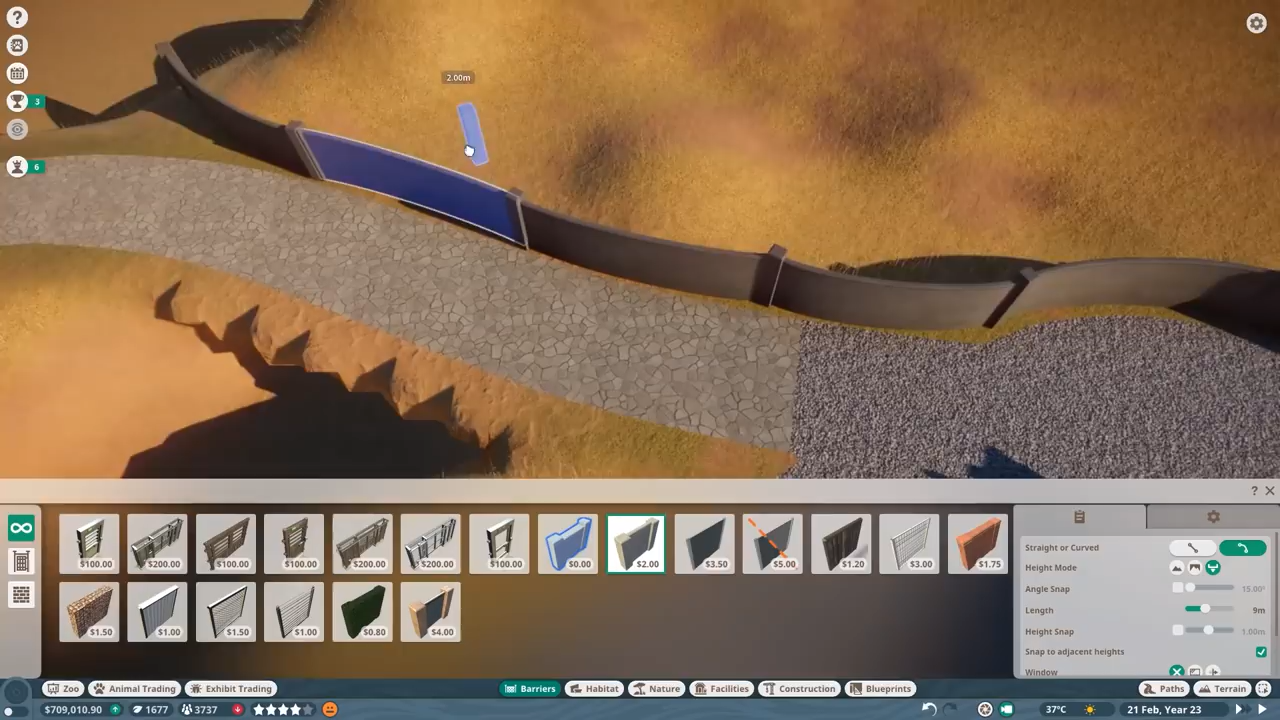 ?
3
6
2.00m
? ×
$100.00 $200.00 $100.00 $100.00 $200.00 $200.00 $100.00 $0.00 $2.00 $3.50 $5.00 $1.20 $3.00 $1.75
$1.50 $1.00 $1.50 $1.00 $0.80 $4.00
Straight or Curved
Height Mode
Angle Snap 15.00°
Length 9m
Height Snap 1.00m
Snap to adjacent heights
Window
Zoo Animal Trading Exhibit Trading Barriers Habitat Nature Facilities Construction Blueprints Paths Terrain
$709,010.90 1677 3737 37°C 21 Feb, Year 23